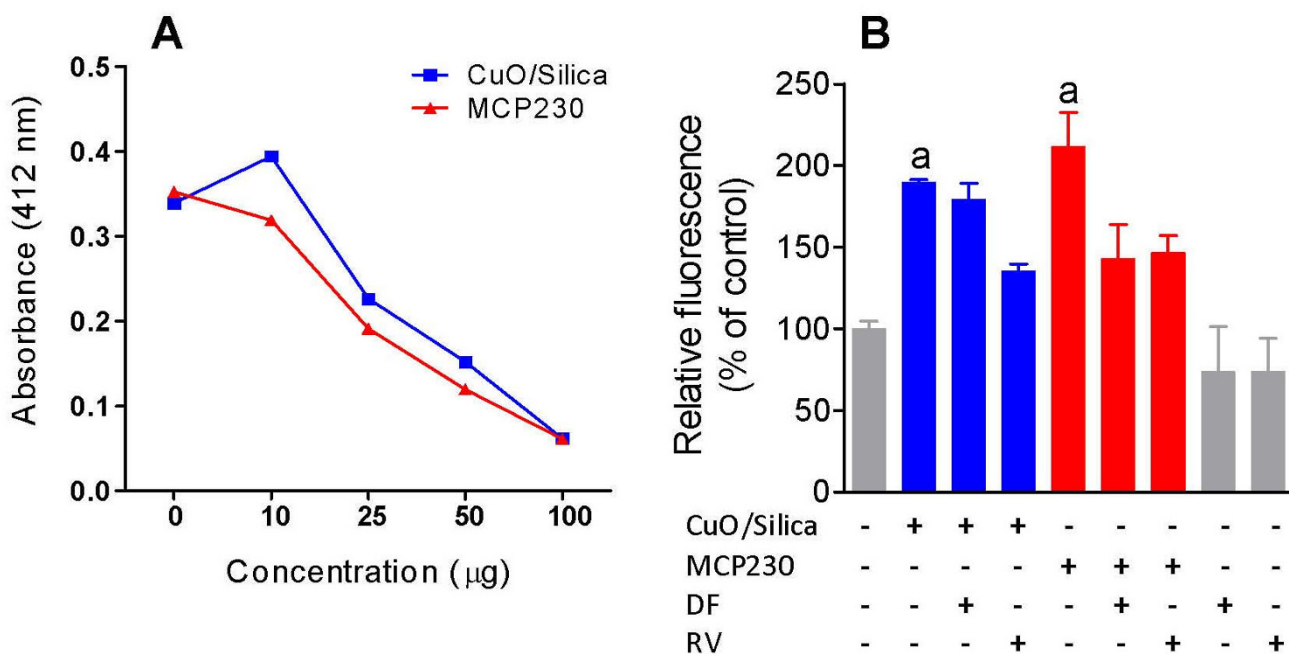 A
0.5
0.4
0.3
0.2
0.1
0.0
Absorbance (412 nm)
CuO/Silica
MCP230
0 10 25 50 100
Concentration (μg)
B
250
200
150
100
50
0
Relative fluorescence
(% of control)
a a
CuO/Silica - + + + - - - - -
MCP230 - - - - + + + - -
DF - - + - - + - + -
RV - - - + - - + - +